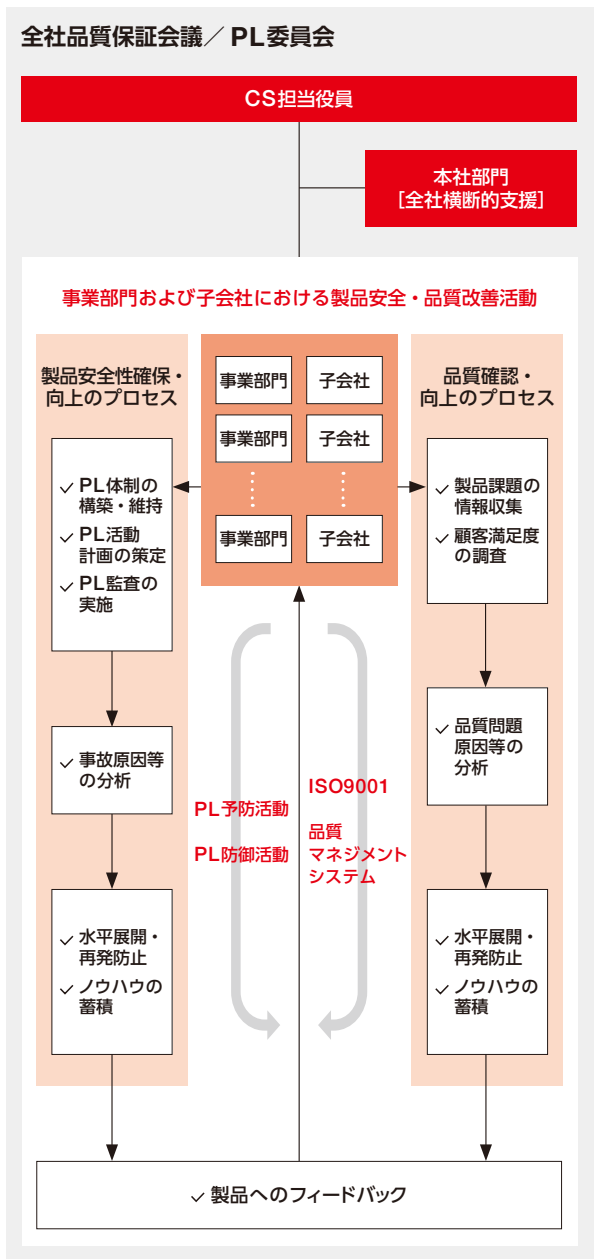 全社品質保証会議／PL委員会
CS担当役員
本社部門
［全社横断的支援］
事業部門および子会社における製品安全・品質改善活動
製品安全性確保・
向上のプロセス
✓ PL体制の
構築・維持
✓ PL活動
計画の策定
✓ PL監査の
実施
✓ 事故原因等
の分析
✓ 水平展開・
再発防止
✓ ノウハウの
蓄積
事業部門
子会社
事業部門
子会社
事業部門
子会社
PL予防活動
PL防御活動
ISO9001
品質
マネジメント
システム
品質確認・
向上のプロセス
✓ 製品課題の
情報収集
✓ 顧客満足度
の調査
✓ 品質問題
原因等の
分析
✓ 水平展開・
再発防止
✓ ノウハウの
蓄積
✓ 製品へのフィードバック